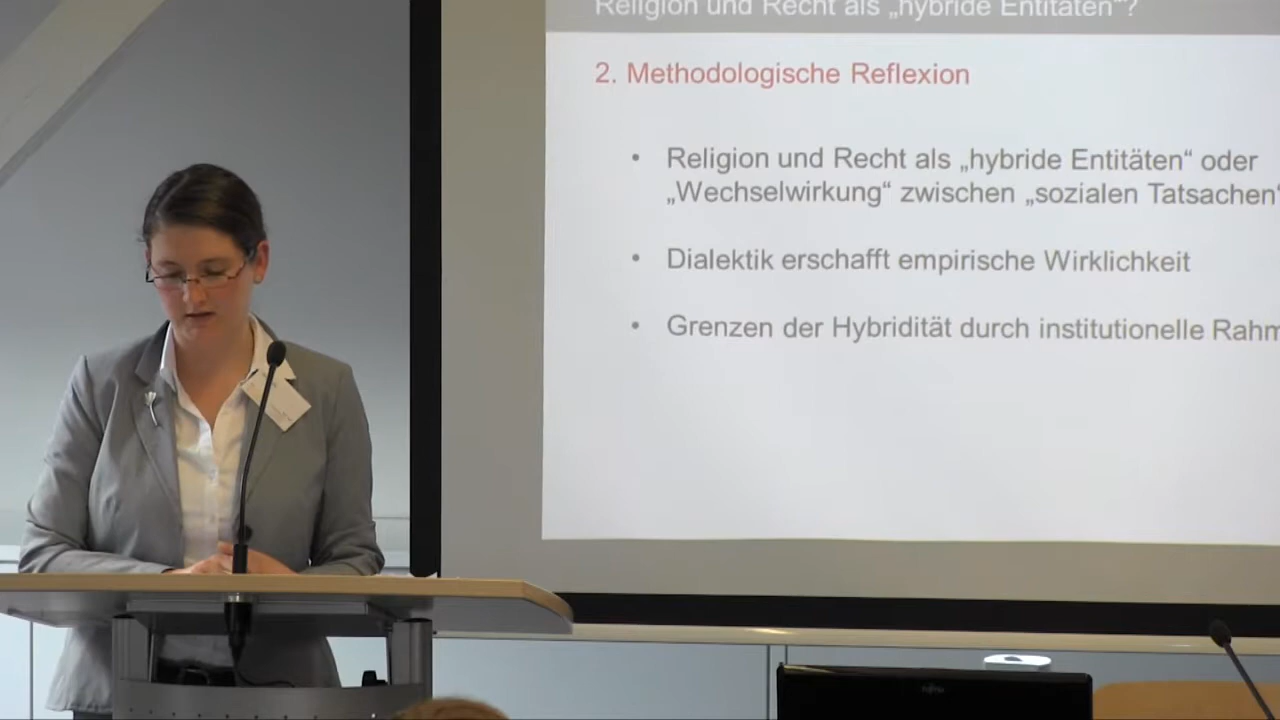 Religion und Recht als „hybride Entitäten“?
2. Methodologische Reflexion
• Religion und Recht als „hybride Entitäten“ oder
„Wechselwirkung“ zwischen „sozialen Tatsachen“
• Dialektik erschafft empirische Wirklichkeit
• Grenzen der Hybridität durch institutionelle Rahm
FUJITSU